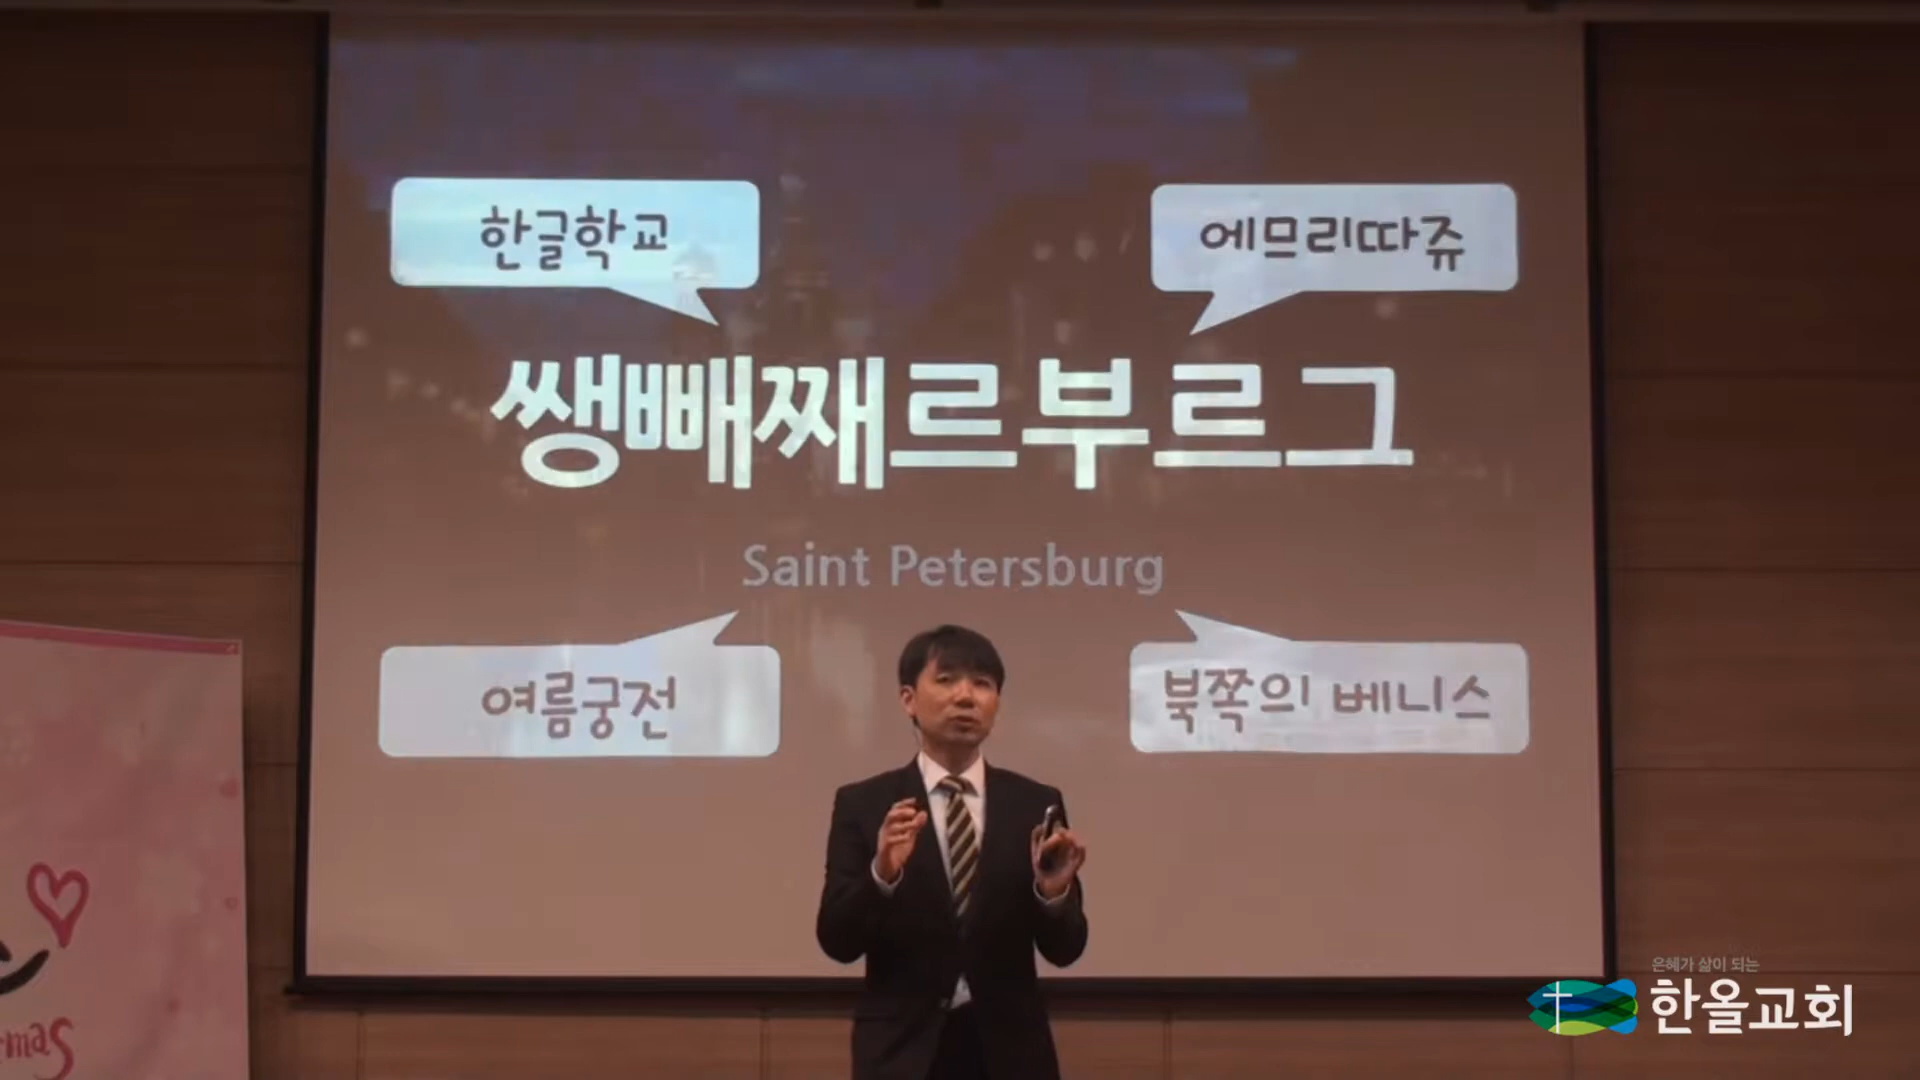 한글학교
에므리따쥬
쌩빼째르부르그
Saint Petersburg
여름궁전
북쪽의 베니스
은혜가 삶이 되는
한올교회
mas